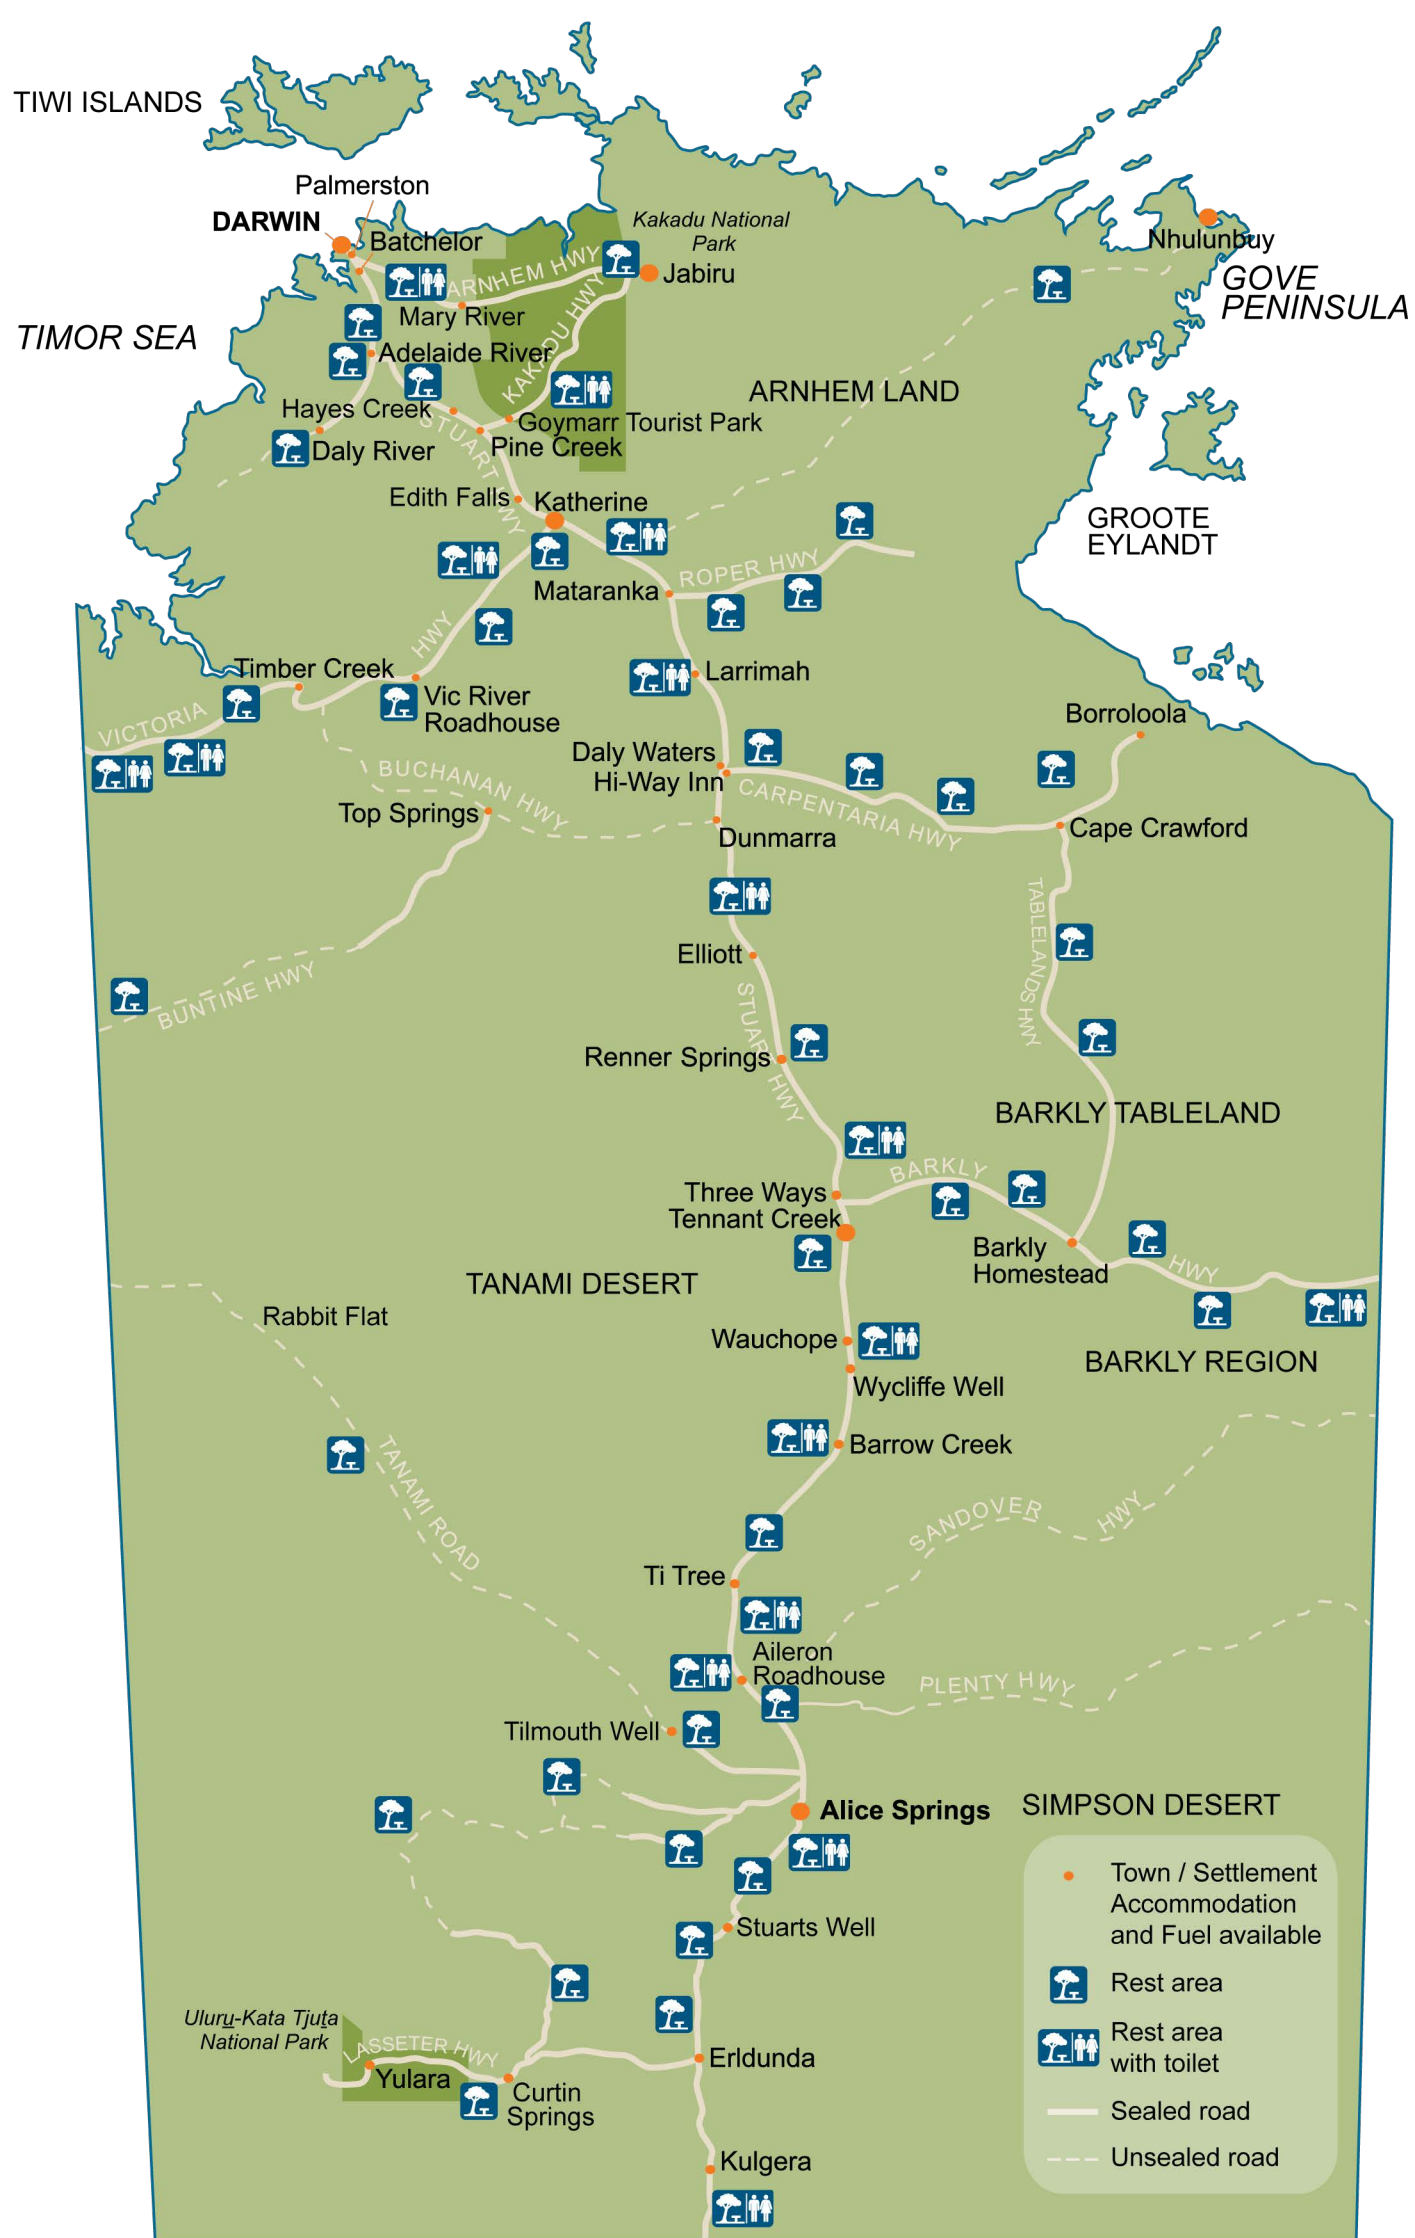 TIWI ISLANDS
Palmerston
DARWIN
Batchelor
Kakadu National
Park
Jabiru
ARNHEM HWY
KAKADU HWY
Mary River
TIMOR SEA
Adelaide River
Nhulunbuy
GOVE
PENINSULA
ARNHEM LAND
Hayes Creek
Goymarr Tourist Park
Daly River
Pine Creek
STUART HWY
Edith Falls
Katherine
GROOTE
EYLANDT
Mataranka
ROPER HWY
HWY
Timber Creek
Larrimah
Vic River
Roadhouse
VICTORIA
Borroloola
Daly Waters
Hi-Way Inn
BUCHANAN HWY
CARPENTARIA HWY
Top Springs
Dunmarra
Cape Crawford
TABLELANDS HWY
Elliott
BUNTINE HWY
STUART HWY
Renner Springs
BARKLY TABLELAND
BARKLY
Three Ways
Tennant Creek
Barkly
Homestead
HWY
TANAMI DESERT
Rabbit Flat
Wauchope
BARKLY REGION
Wycliffe Well
Barrow Creek
TANAMI ROAD
SANDOVER
HWY
Ti Tree
Aileron
Roadhouse
PLENTY HWY
Tilmouth Well
Alice Springs
SIMPSON DESERT
Stuarts Well
Uluru-Kata Tjuta
National Park
LASSETER HWY
Yulara
Curtin
Springs
Erldunda
Kulgera
Town / Settlement
Accommodation
and Fuel available
Rest area
Rest area
with toilet
Sealed road
Unsealed road